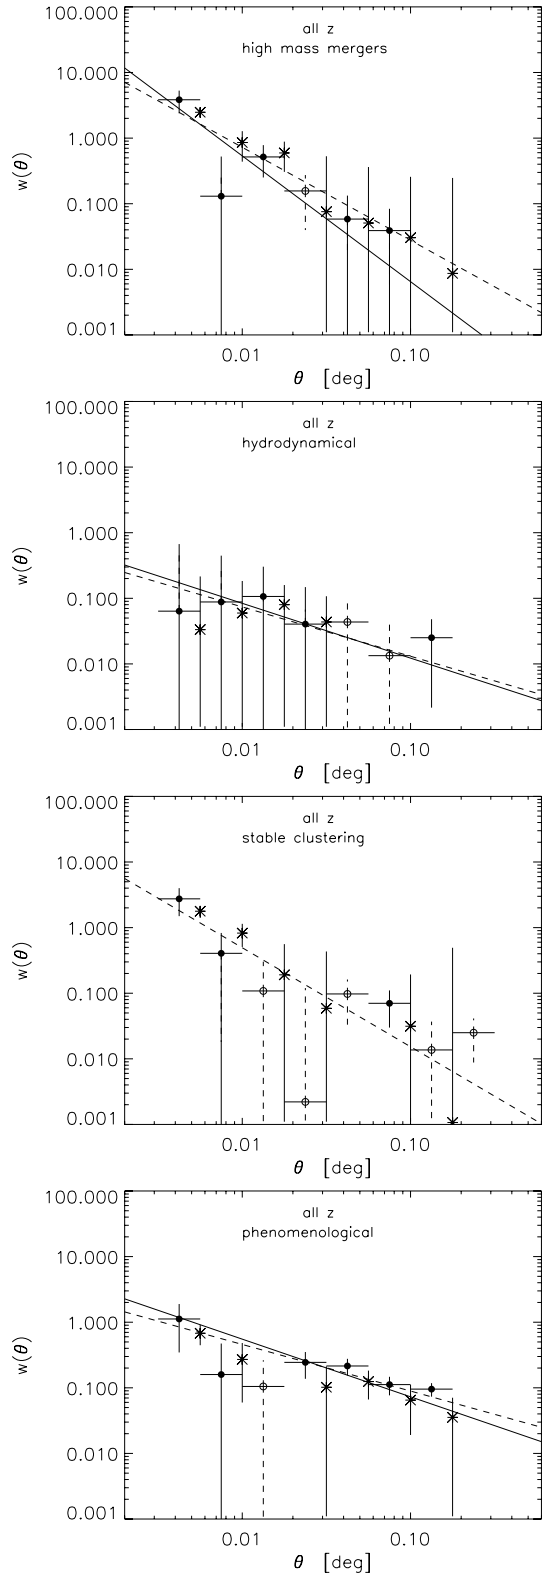 100.000
all z
high mass mergers
10.000
1.000
w(θ)
0.100
0.010
0.001
0.01 0.10
θ [deg]
100.000
all z
hydrodynamical
10.000
1.000
w(θ)
0.100
0.010
0.001
0.01 0.10
θ [deg]
100.000
all z
stable clustering
10.000
1.000
w(θ)
0.100
0.010
0.001
0.01 0.10
θ [deg]
100.000
all z
phenomenological
10.000
1.000
w(θ)
0.100
0.010
0.001
0.01 0.10
θ [deg]